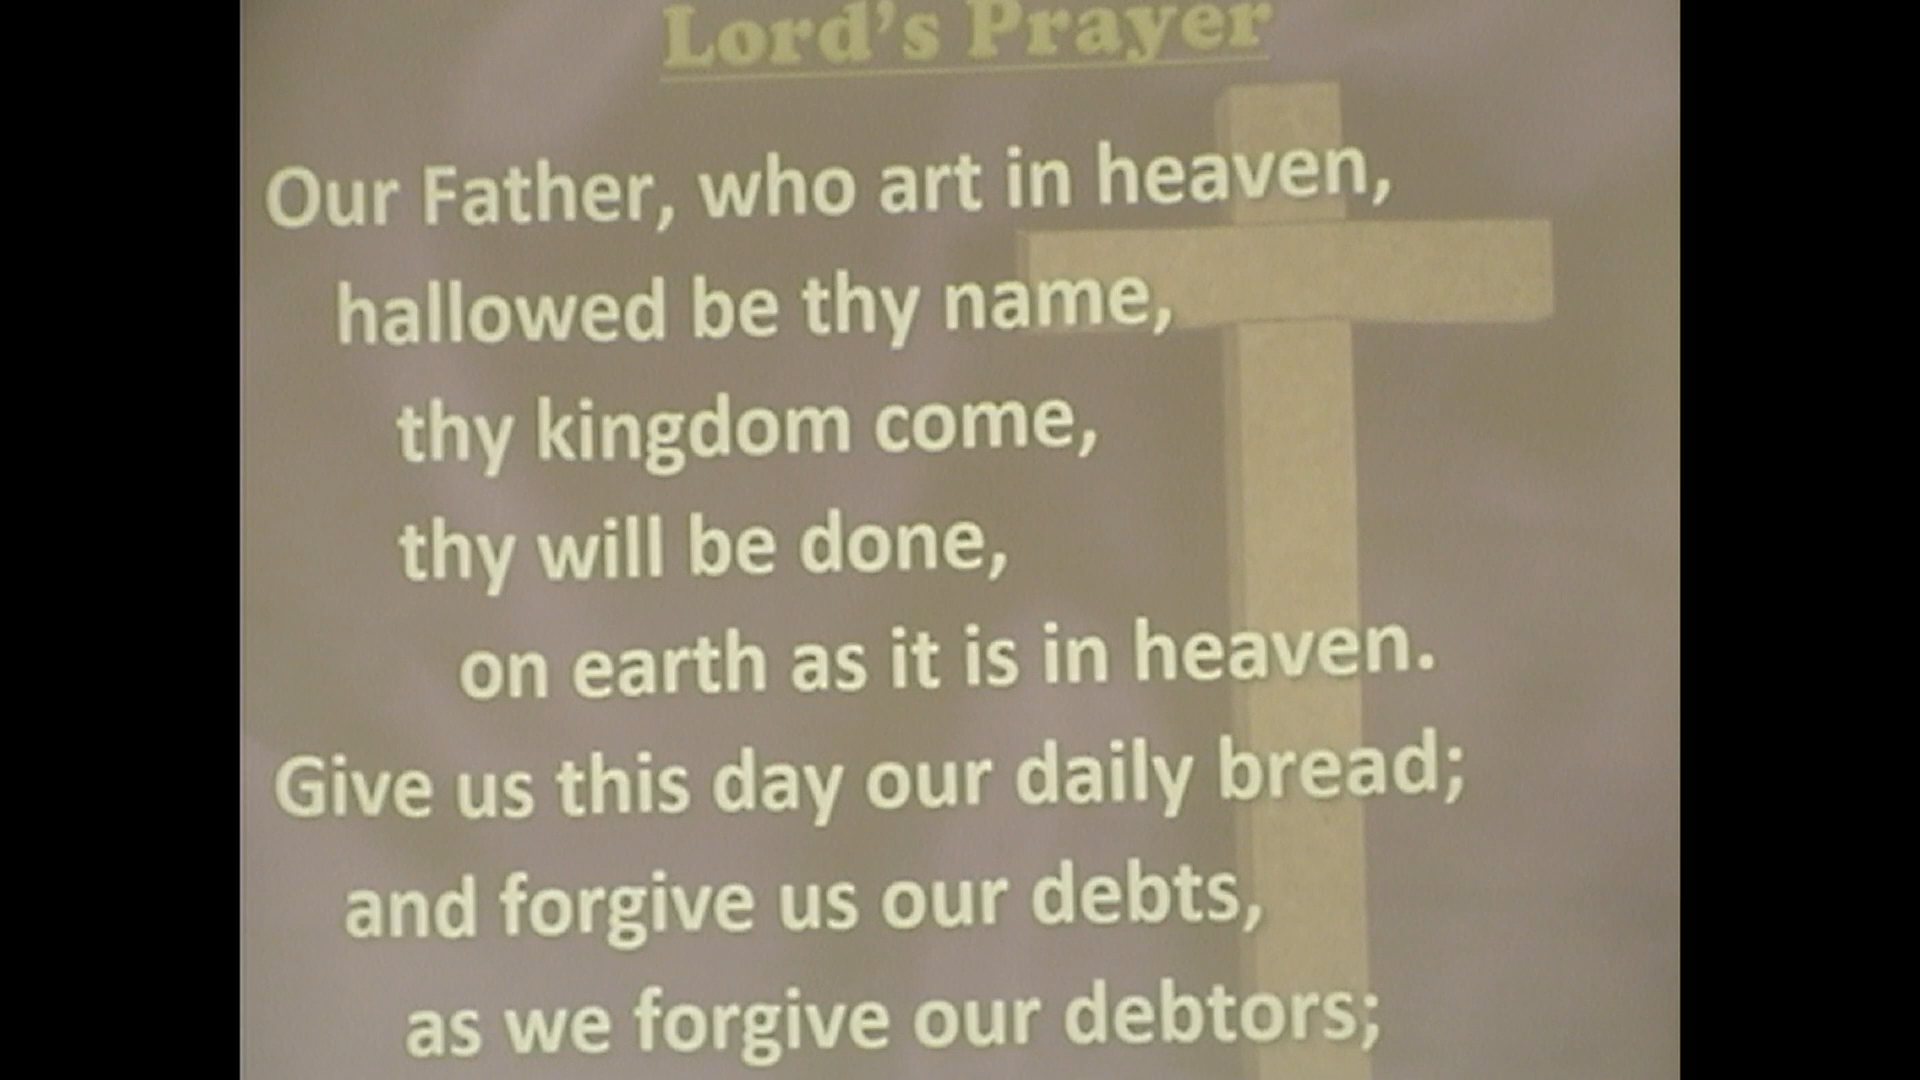 Lord's Prayer
Our Father, who art in heaven,
hallowed be thy name,
thy kingdom come,
thy will be done,
on earth as it is in heaven.
Give us this day our daily bread;
and forgive us our debts,
as we forgive our debtors;